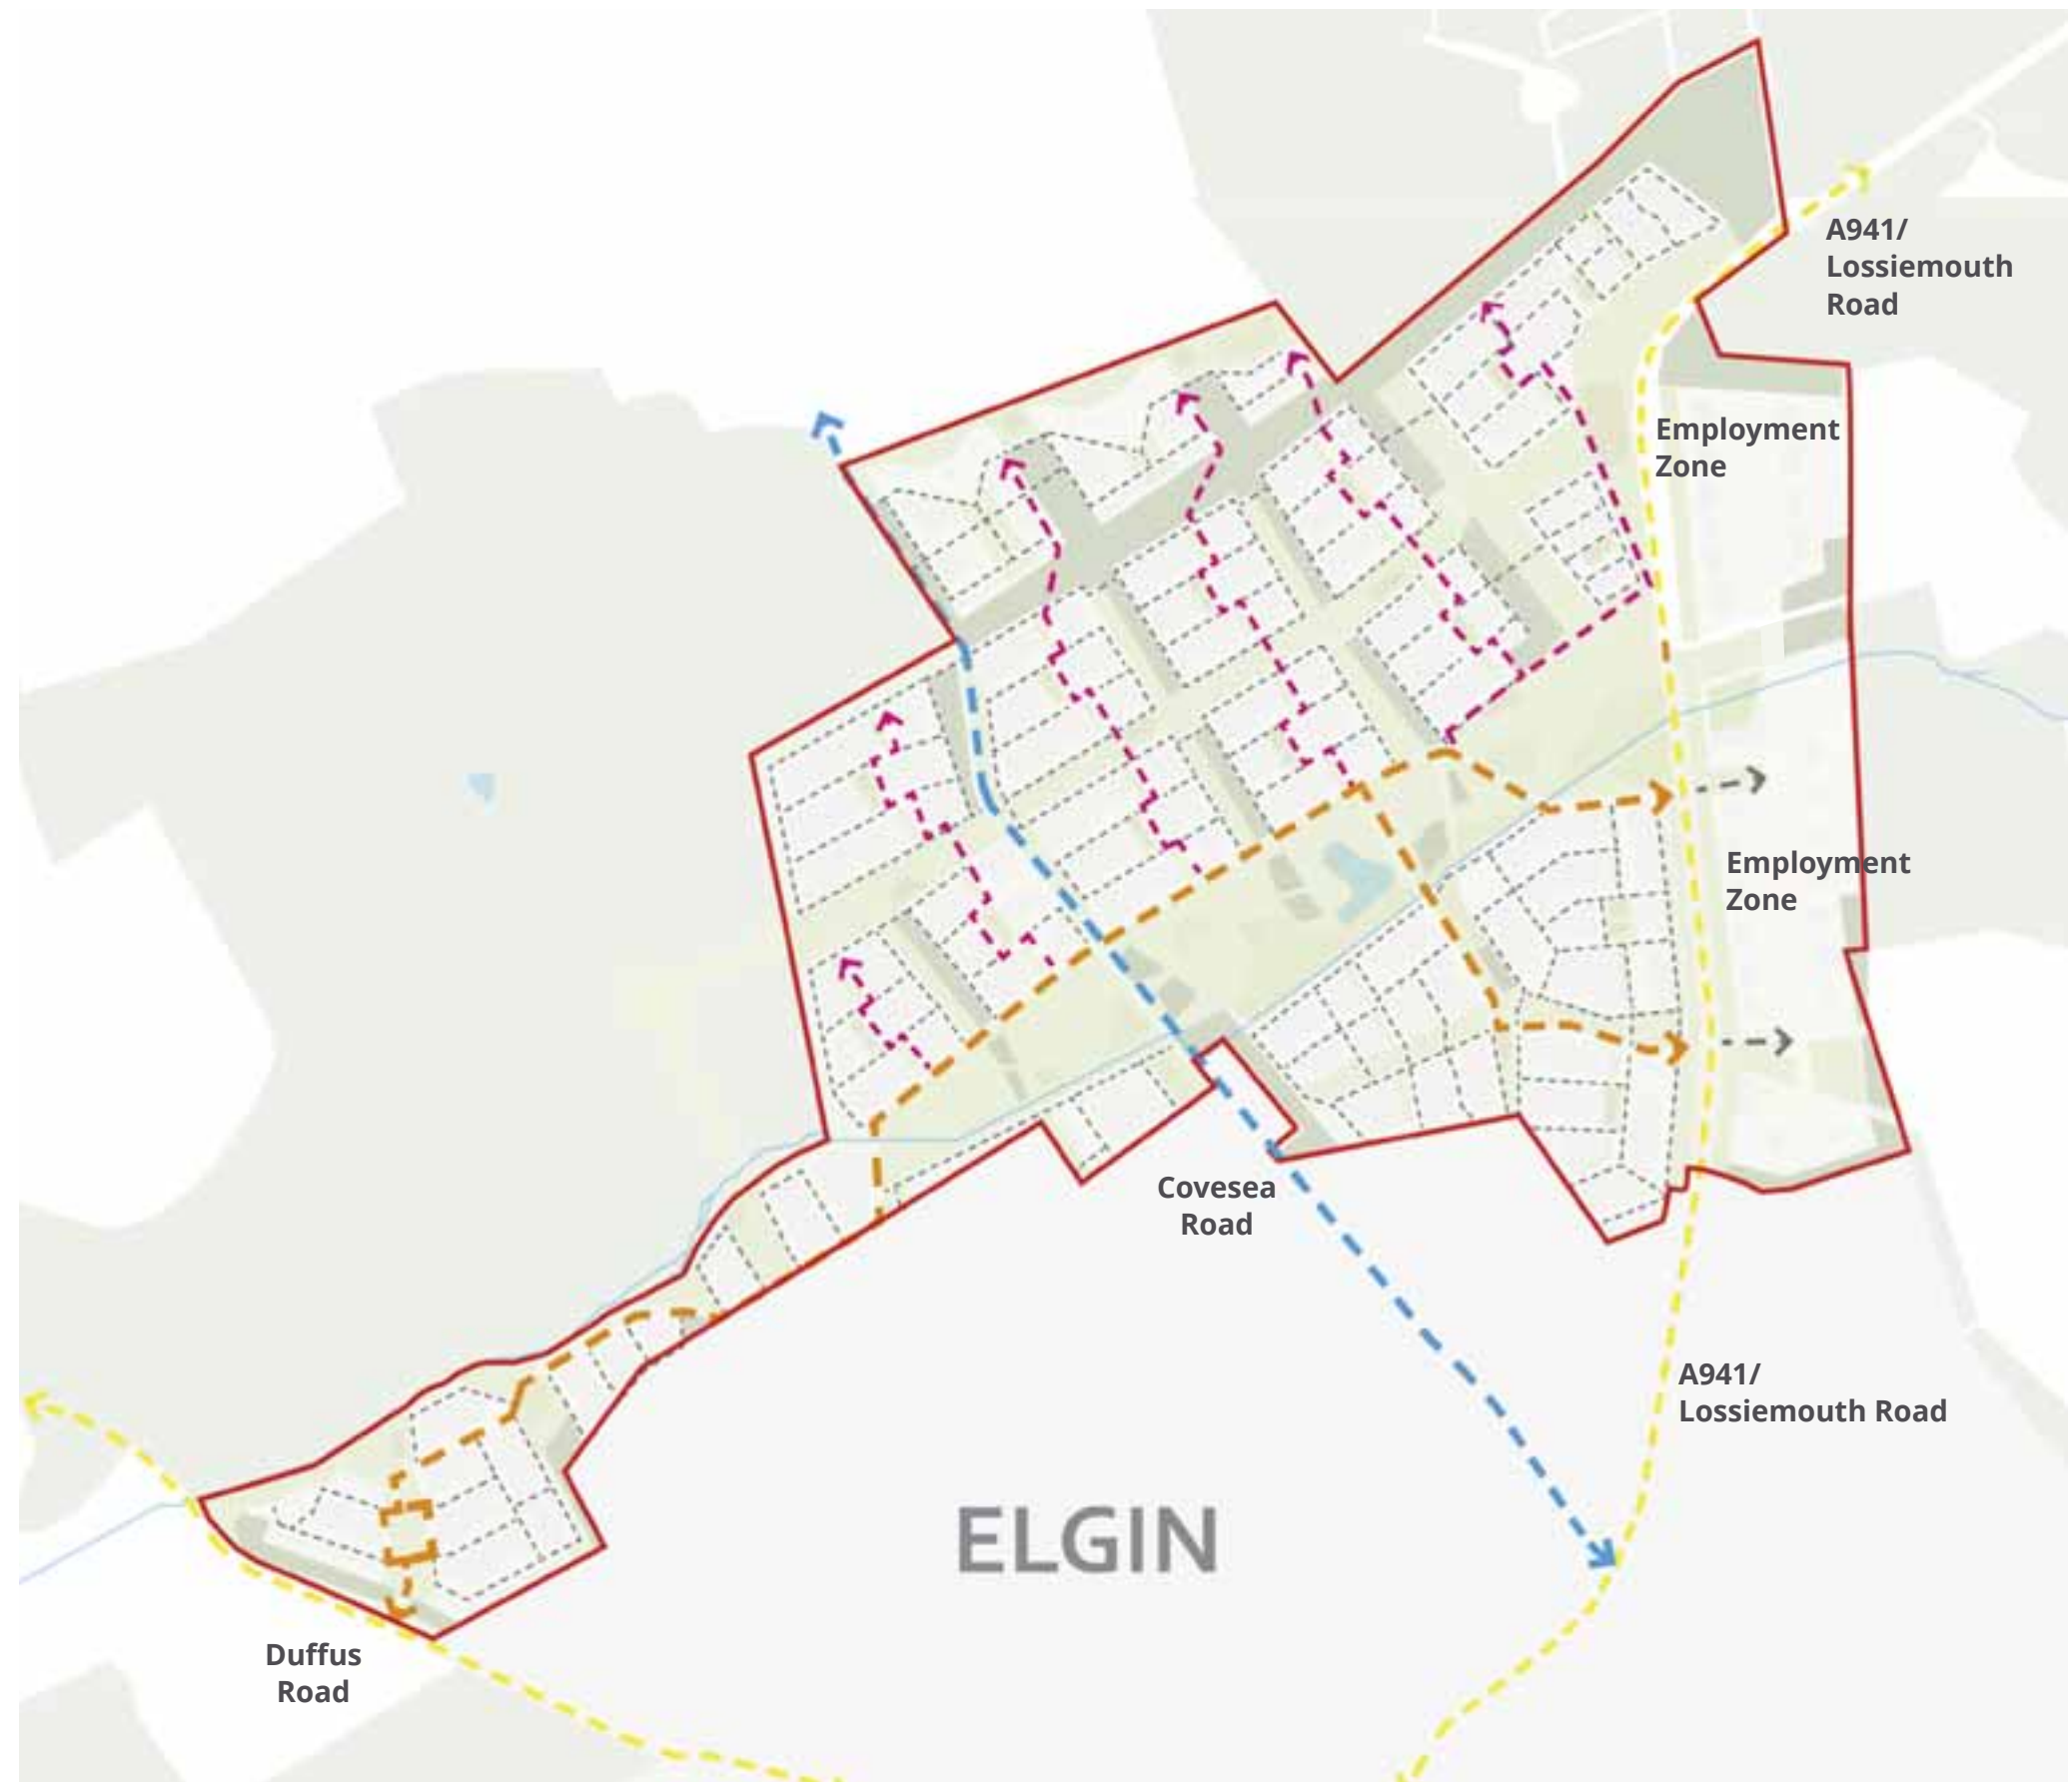 A941/
Lossiemouth
Road
Employment
Zone
Employment
Zone
Covesea
Road
A941/
Lossiemouth Road
ELGIN
Duffus
Road